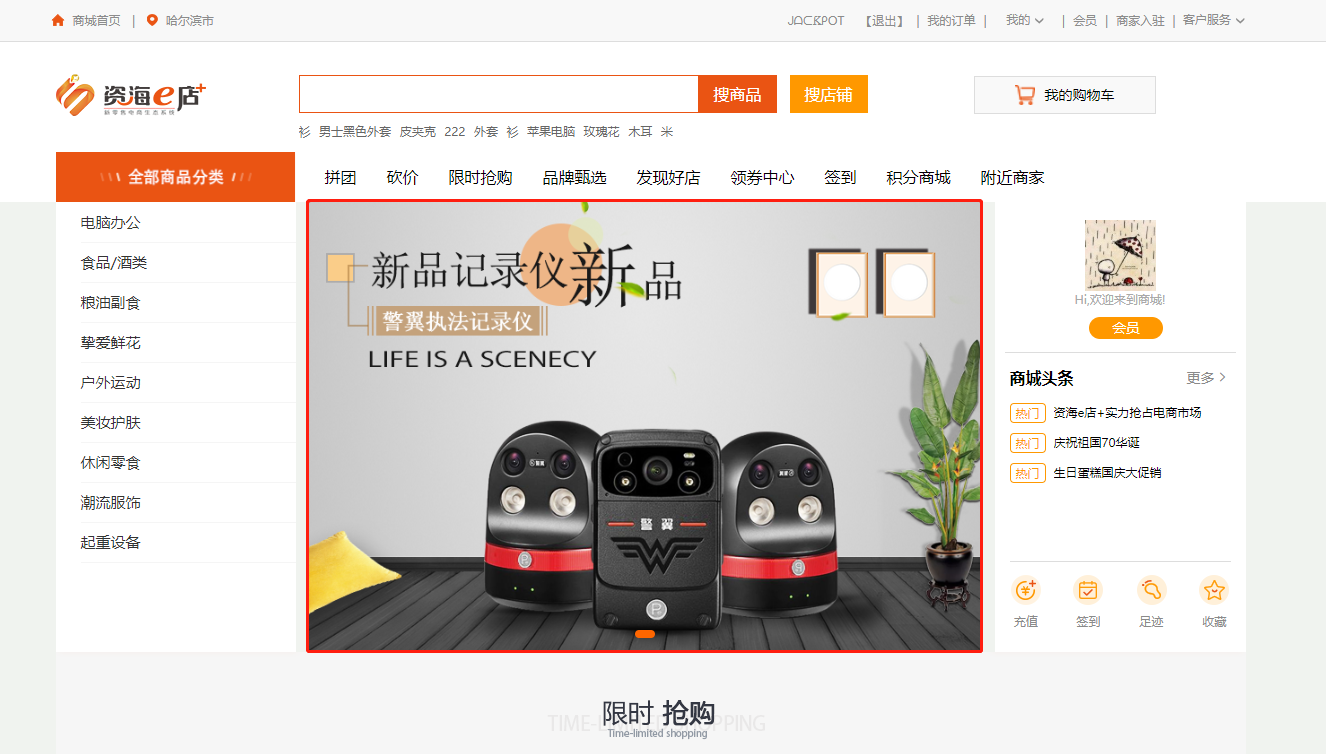 商城首页 | 哈尔滨市
JACKPOT 【退出】 | 我的订单 | 我的 | 会员 | 商家入驻 | 客户服务
资海e店+
新零售电商生态系统
搜商品 搜店铺
我的购物车
衫 男士黑色外套 皮夹克 222 外套 衫 苹果电脑 玫瑰花 木耳 米
全部商品分类
拼团 砍价 限时抢购 品牌甄选 发现好店 领券中心 签到 积分商城 附近商家
电脑办公
食品/酒类
粮油副食
挚爱鲜花
户外运动
美妆护肤
休闲零食
潮流服饰
起重设备
新品记录仪新品
警翼执法记录仪
LIFE IS A SCENECY
警翼
Hi,欢迎来到商城!
会员
商城头条 更多
热门 资海e店+实力抢占电商市场
热门 庆祝祖国70华诞
热门 生日蛋糕国庆大促销
充值 签到 足迹 收藏
限时 抢购
TIME-LIMITED SHOPPING
Time-limited shopping